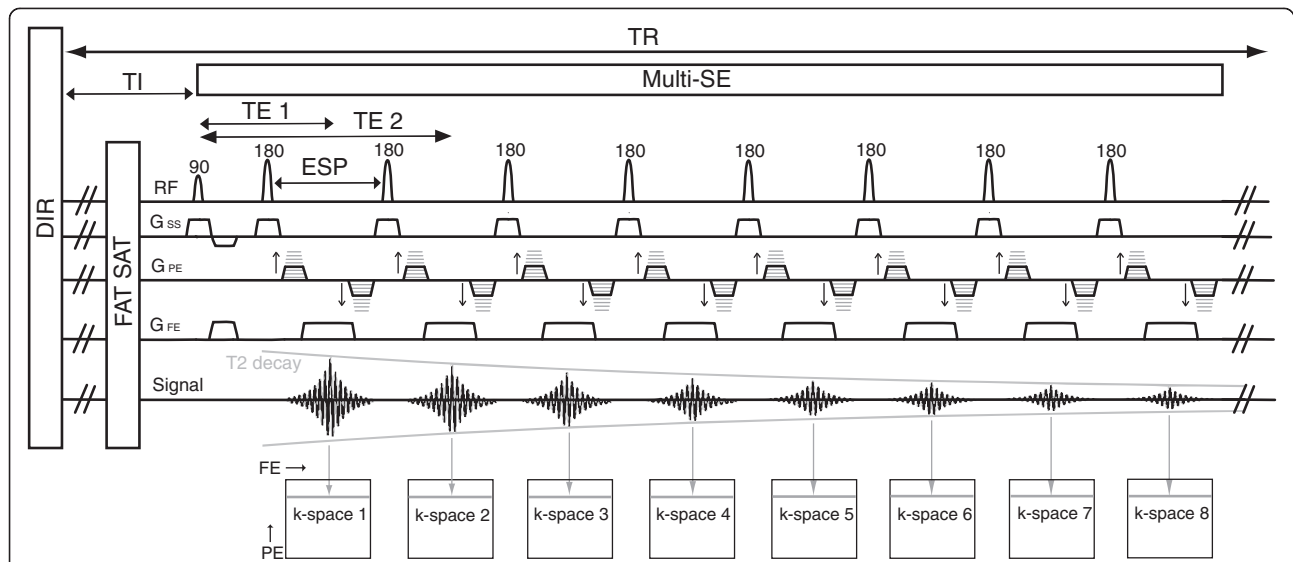 TR
Multi-SE
TI
TE 1
TE 2
90 180 180 180 180 180 180 180 180
ESP
DIR
FAT SAT
RF
G SS
G PE
G FE
T2 decay
Signal
FE
k-space 1 k-space 2 k-space 3 k-space 4 k-space 5 k-space 6 k-space 7 k-space 8
PE